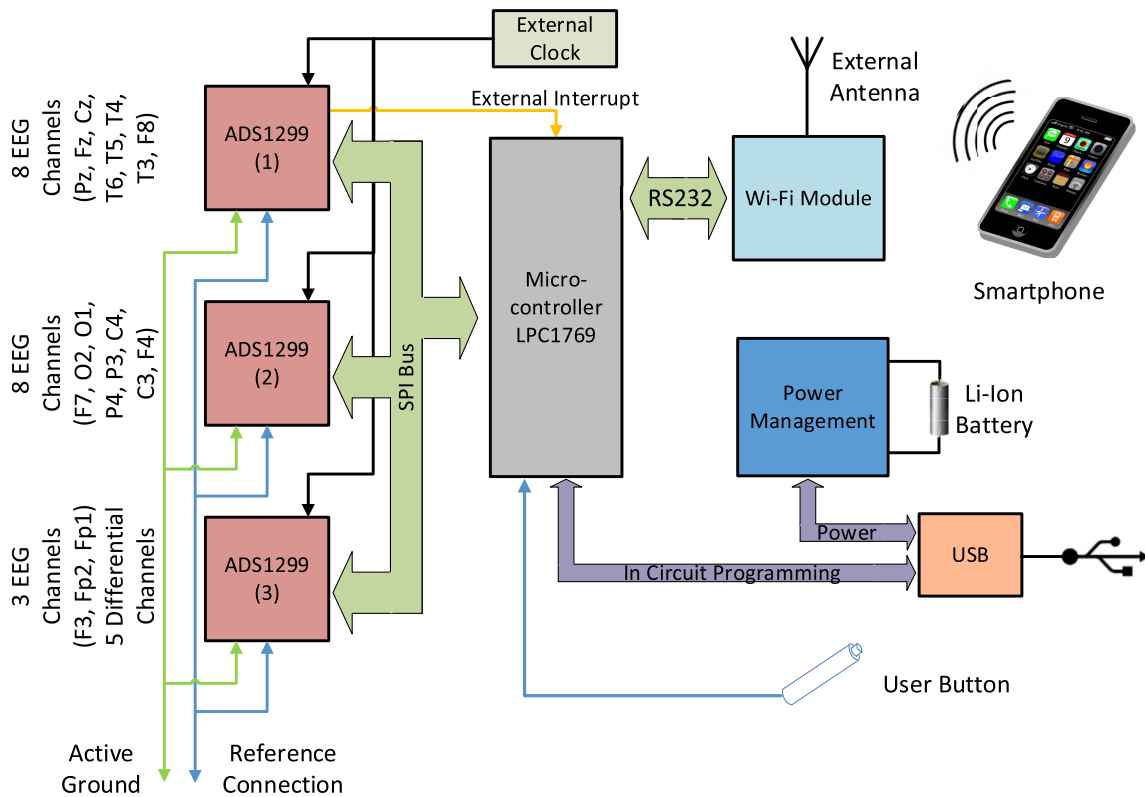 External
Clock
External Interrupt
External
Antenna
8 EEG
Channels
(Pz, Fz, Cz,
T6, T5, T4,
T3, F8)
ADS1299
(1)
RS232
Wi-Fi Module
Smartphone
Micro-
controller
LPC1769
8 EEG
Channels
(F7, O2, O1,
P4, P3, C4,
C3, F4)
ADS1299
(2)
SPI Bus
Power
Management
Li-Ion
Battery
3 EEG
Channels
(F3, Fp2, Fp1)
5 Differential
Channels
ADS1299
(3)
Power
USB
In Circuit Programming
User Button
Active
Ground
Reference
Connection